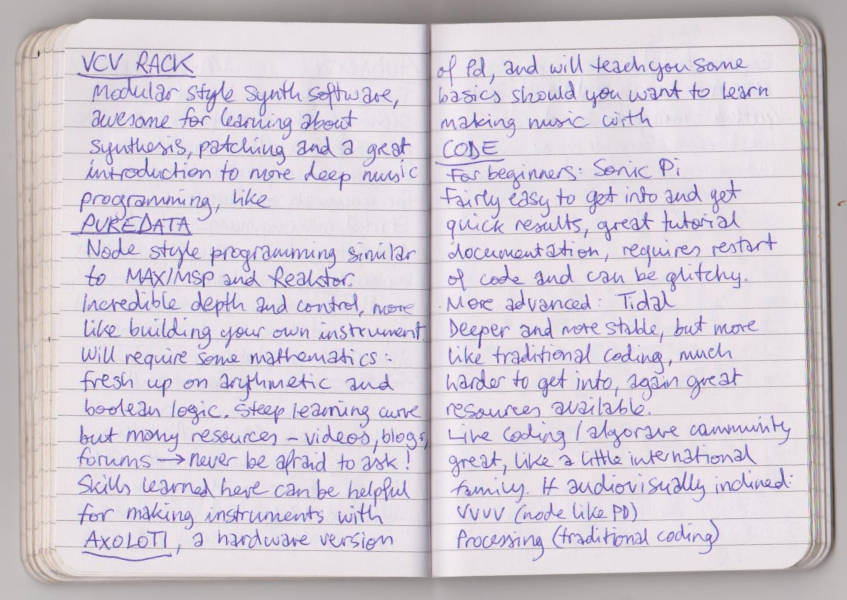 VCV RACK
Modular style synth software,
awesome for learning about
synthesis, patching and a great
introduction to more deep music
programming, like
PUREDATA
Node style programming similar
to MAX/MSP and Reaktor.
Incredible depth and control, more
like building your own instrument
Will require some mathematics:
fresh up on arythmetic and
boolean logic. Steep learning curve
but many resources – videos, blogs,
forums → never be afraid to ask!
Skills learned here can be helpful
for making instruments with
AXOLOTI, a hardware version
of Pd, and will teach you some
basics should you want to learn
making music with
CODE
For beginners: Sonic Pi
Fairly easy to get into and get
quick results, great tutorial
documentation, requires restart
of code and can be glitchy.
More advanced: Tidal
Deeper and more stable, but more
like traditional coding, much
harder to get into, again great
resources available.
Live Coding / algorave community
great, like a little international
family. If audiovisually inclined:
VVVV (node like PD)
Processing (traditional coding)